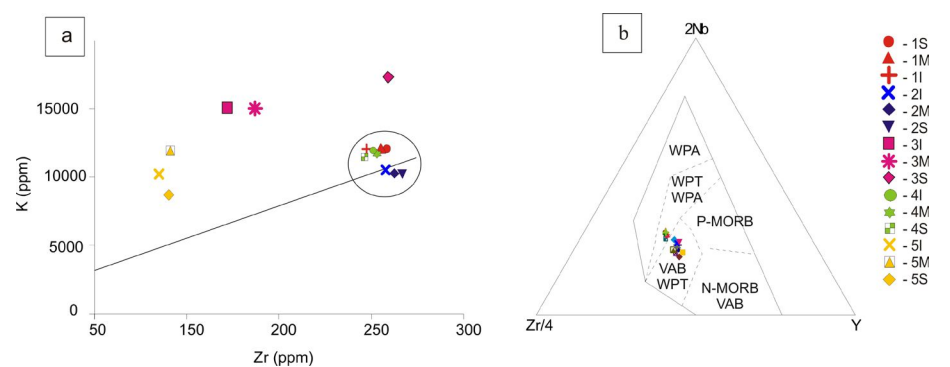 a
K (ppm)
15000
10000
5000
0
50
150
200
250
300
Zr (ppm)
b
2Nb
WPA
WPT
WPA
P-MORB
VAB
WPT
N-MORB
VAB
Zr/4
Y
- 1S
- 1M
- 1I
- 2I
- 2M
- 2S
- 3I
- 3M
- 3S
- 4I
- 4M
- 4S
- 5I
- 5M
- 5S